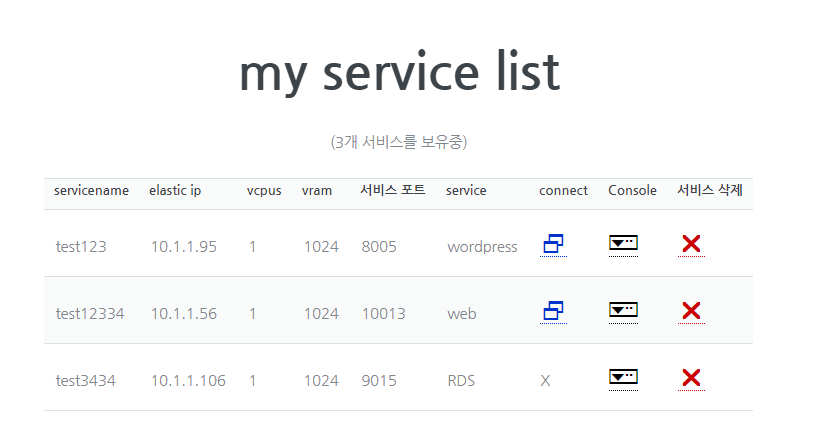 my service list
(3개 서비스를 보유중)
servicename elastic ip vcpus vram 서비스 포트 service connect Console 서비스 삭제
test123 10.1.1.95 1 1024 8005 wordpress
test12334 10.1.1.56 1 1024 10013 web
test3434 10.1.1.106 1 1024 9015 RDS X